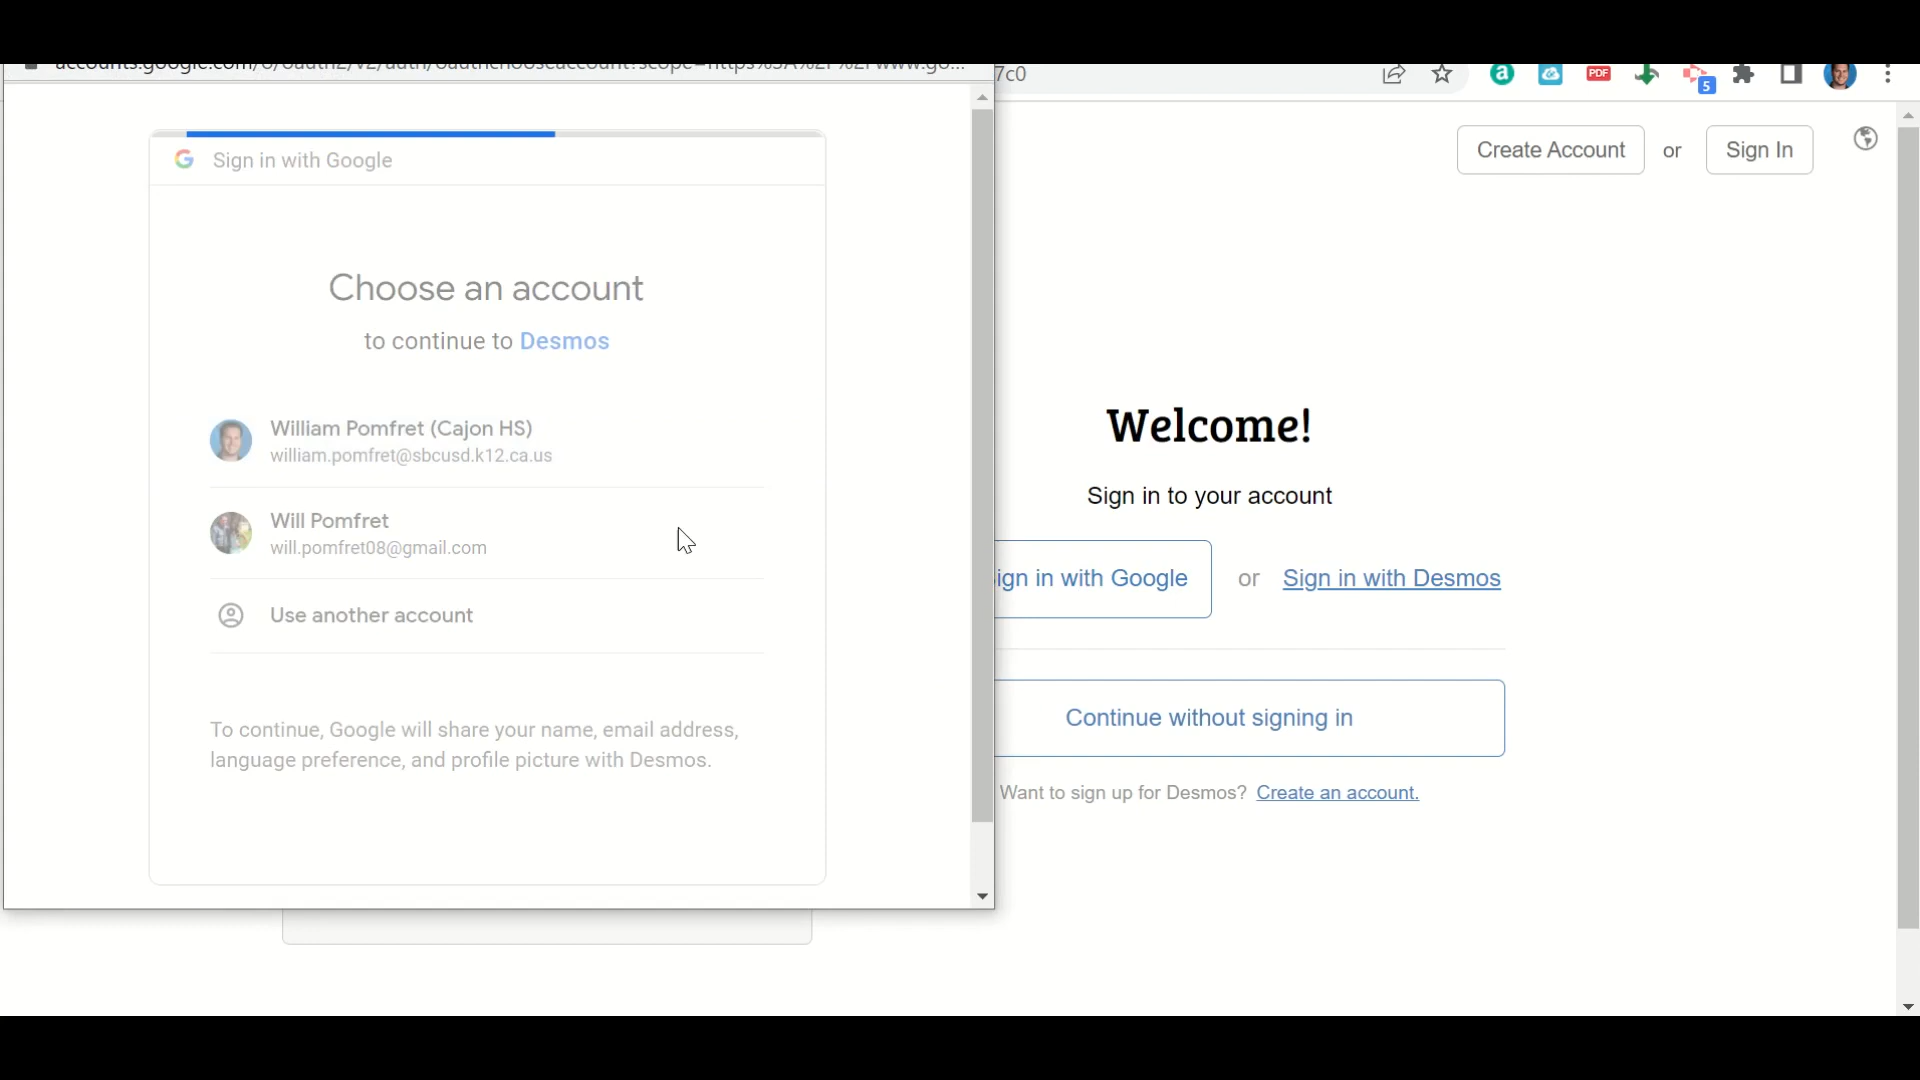 7c0
PDF
5
Sign in with Google
Choose an account
to continue to Desmos
William Pomfret (Cajon HS)
william.pomfret@sbcusd.k12.ca.us
Will Pomfret
will.pomfret08@gmail.com
Use another account
To continue, Google will share your name, email address,
language preference, and profile picture with Desmos.
Create Account or Sign In
Welcome!
Sign in to your account
ign in with Google or Sign in with Desmos
Continue without signing in
Want to sign up for Desmos? Create an account.